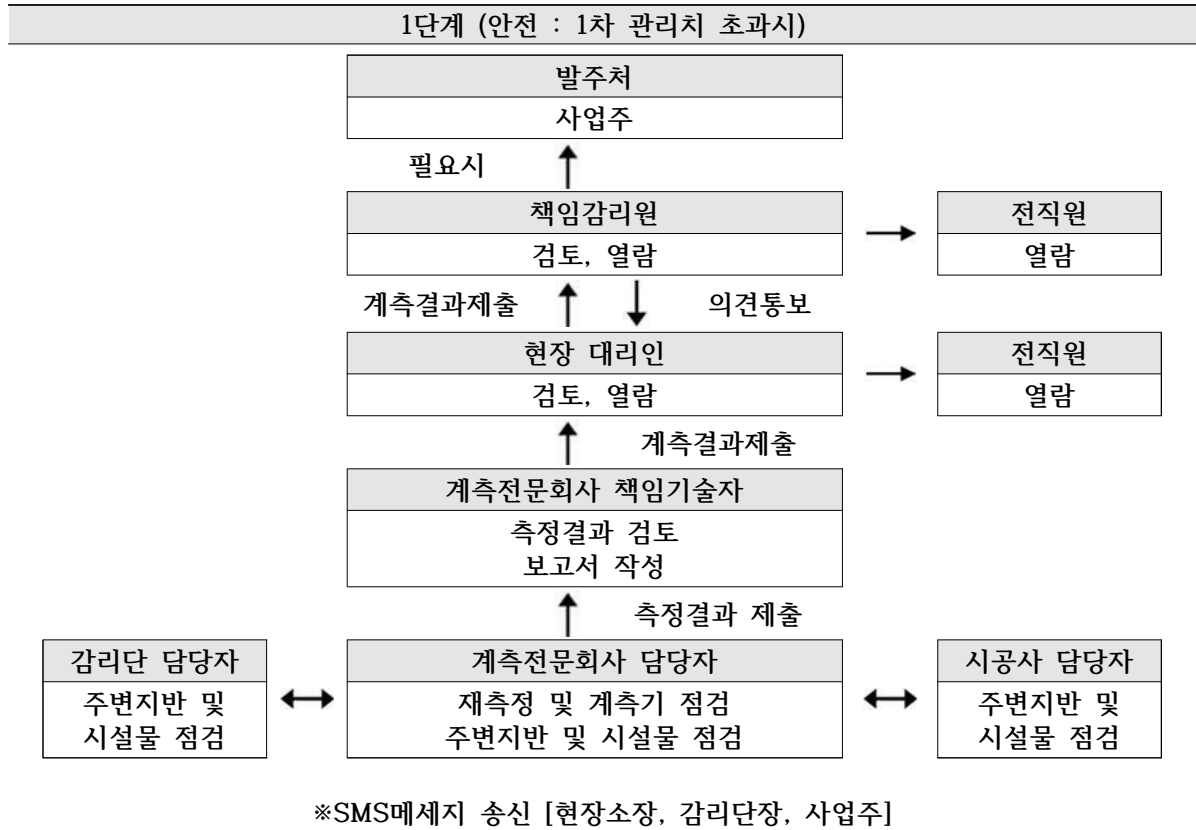 1단계 (안전 : 1차 관리치 초과시)
발주처
사업주
필요시
책임감리원
검토, 열람
전직원
열람
계측결과제출
의견통보
현장 대리인
검토, 열람
전직원
열람
계측결과제출
계측전문회사 책임기술자
측정결과 검토
보고서 작성
측정결과 제출
감리단 담당자
주변지반 및
시설물 점검
계측전문회사 담당자
재측정 및 계측기 점검
주변지반 및 시설물 점검
시공사 담당자
주변지반 및
시설물 점검
※SMS메세지 송신 [현장소장, 감리단장, 사업주]